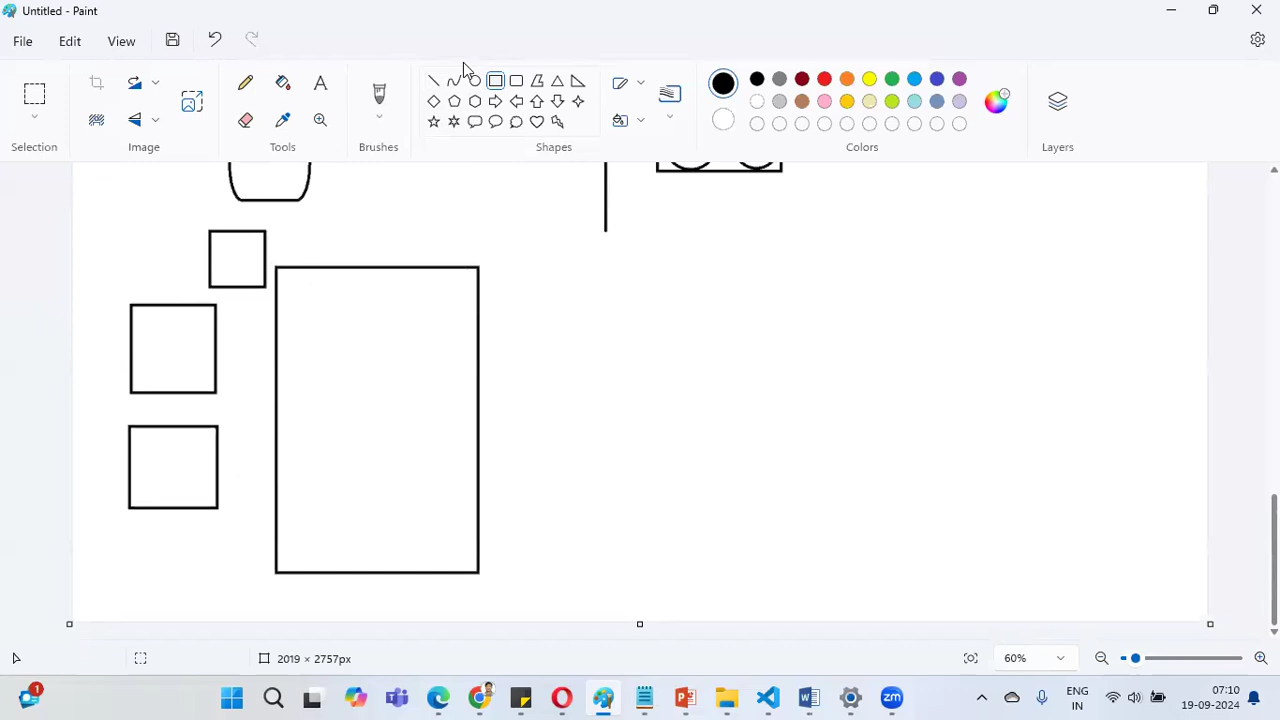 Untitled - Paint
File Edit View
Selection Image Tools Brushes Shapes Colors Layers
2019 × 2757px 60%
1 ENG 07:10
IN 19-09-2024